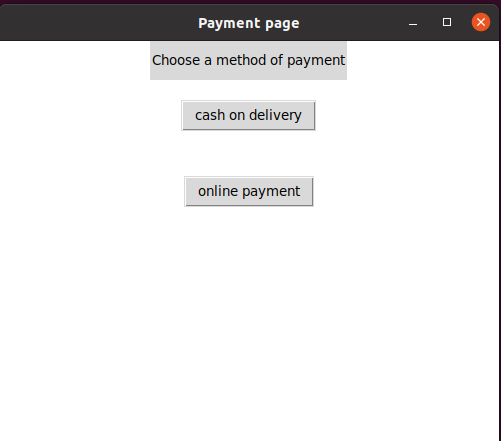 Payment page
Choose a method of payment
cash on delivery
online payment